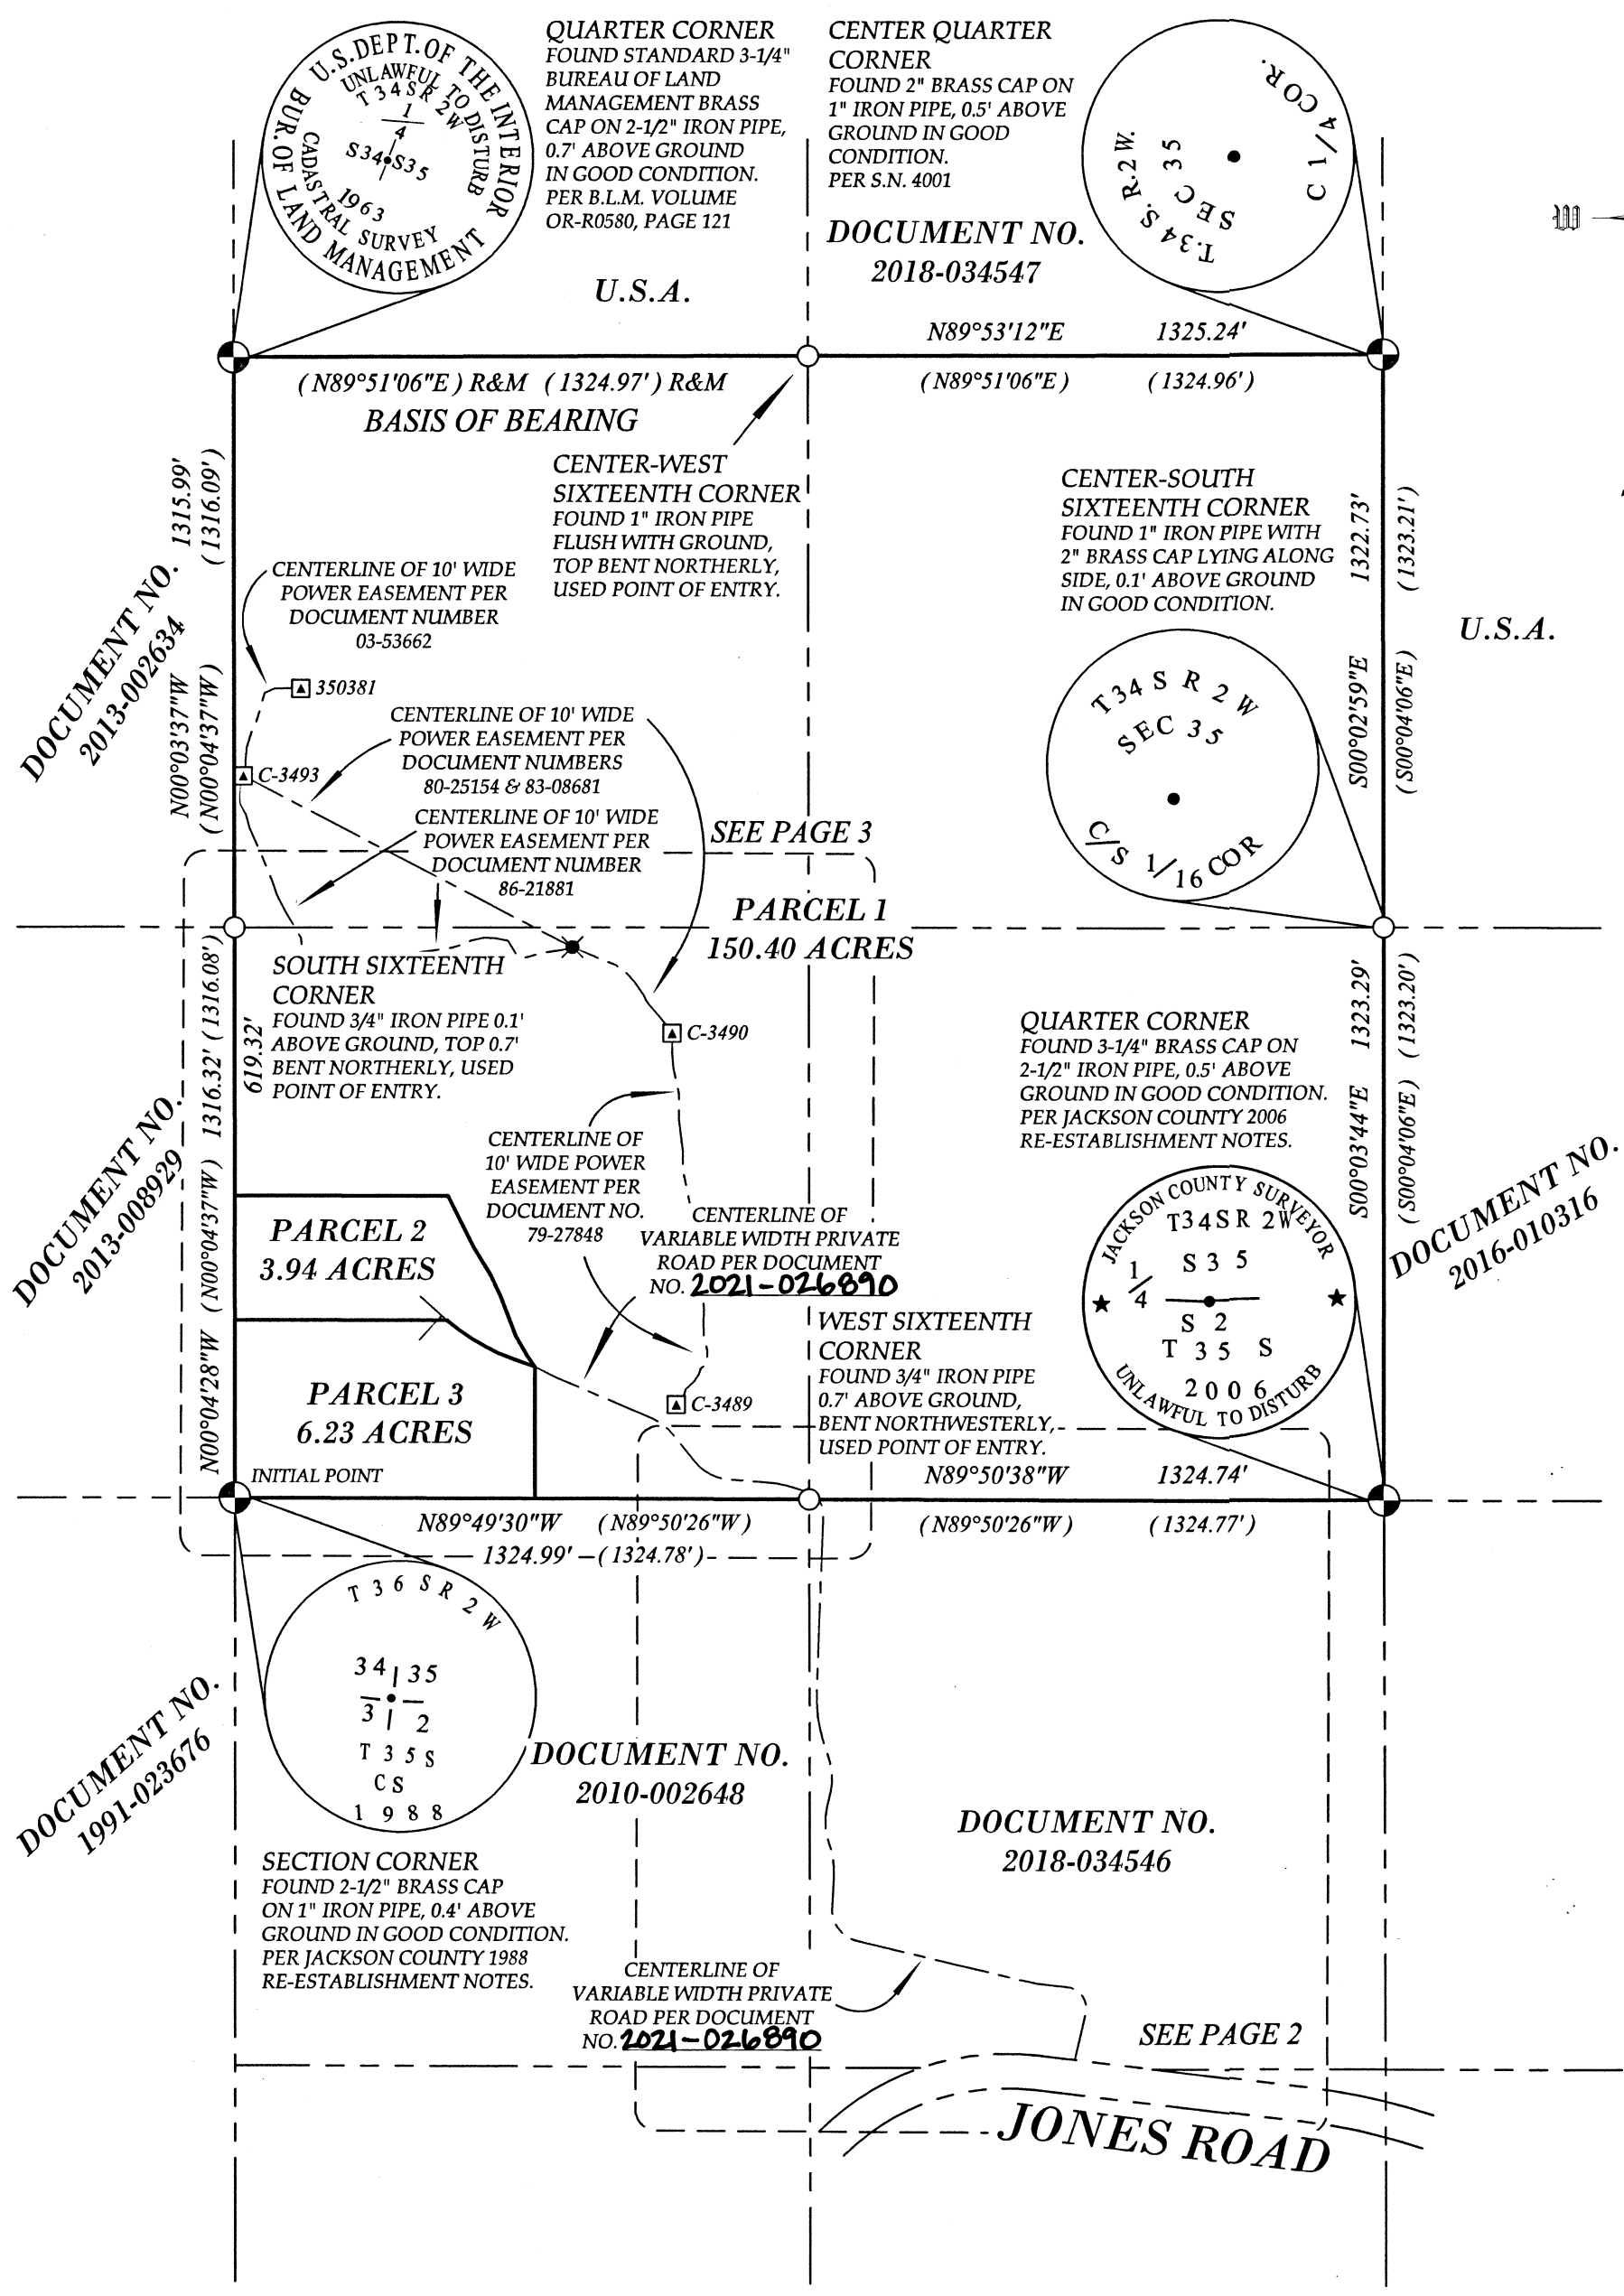 U.S.DEPT.OF THE INTERIOR
BUR.OF LAND MANAGEMENT
UNLAWFUL TO DISTURB
CADASTRAL SURVEY
T 34S R 2W
1
4
S34 S35
1963
QUARTER CORNER
FOUND STANDARD 3-1/4"
BUREAU OF LAND
MANAGEMENT BRASS
CAP ON 2-1/2" IRON PIPE,
0.7' ABOVE GROUND
IN GOOD CONDITION.
PER B.L.M. VOLUME
OR-R0580, PAGE 121
U.S.A.
CENTER QUARTER
CORNER
FOUND 2" BRASS CAP ON
1" IRON PIPE, 0.5' ABOVE
GROUND IN GOOD
CONDITION.
PER S.N. 4001
DOCUMENT NO.
2018-034547
C 1/4 COR.
SEC 35
T.34 S. R.2W.
W
N89°53'12"E 1325.24'
(N89°51'06"E) R&M (1324.97') R&M
(N89°51'06"E) (1324.96')
BASIS OF BEARING
CENTER-WEST
SIXTEENTH CORNER
FOUND 1" IRON PIPE
FLUSH WITH GROUND,
TOP BENT NORTHERLY,
USED POINT OF ENTRY.
CENTER-SOUTH
SIXTEENTH CORNER
FOUND 1" IRON PIPE WITH
2" BRASS CAP LYING ALONG
SIDE, 0.1' ABOVE GROUND
IN GOOD CONDITION.
N00°03'37"W 1315.99'
(N00°04'37"W) (1316.09')
S00°02'59"E 1322.73'
(S00°04'06"E) (1323.21')
U.S.A.
DOCUMENT NO.
2013-002634
CENTERLINE OF 10' WIDE
POWER EASEMENT PER
DOCUMENT NUMBER
03-53662
350381
CENTERLINE OF 10' WIDE
POWER EASEMENT PER
DOCUMENT NUMBERS
80-25154 & 83-08681
C-3493
CENTERLINE OF 10' WIDE
POWER EASEMENT PER
DOCUMENT NUMBER
86-21881
SEE PAGE 3
T34 S R 2 W
SEC 35
C/S 1/16 COR
PARCEL 1
150.40 ACRES
SOUTH SIXTEENTH
CORNER
FOUND 3/4" IRON PIPE 0.1'
ABOVE GROUND, TOP 0.7'
BENT NORTHERLY, USED
POINT OF ENTRY.
C-3490
N00°04'28"W (N00°04'37"W) 1316.32' (1316.08')
619.32'
DOCUMENT NO.
2013-008929
QUARTER CORNER
FOUND 3-1/4" BRASS CAP ON
2-1/2" IRON PIPE, 0.5' ABOVE
GROUND IN GOOD CONDITION.
PER JACKSON COUNTY 2006
RE-ESTABLISHMENT NOTES.
S00°03'44"E 1323.29'
(S00°04'06"E) (1323.20')
DOCUMENT NO.
2016-010316
CENTERLINE OF
10' WIDE POWER
EASEMENT PER
DOCUMENT NO.
79-27848
CENTERLINE OF
VARIABLE WIDTH PRIVATE
ROAD PER DOCUMENT
NO. 2021-026890
PARCEL 2
3.94 ACRES
JACKSON COUNTY SURVEYOR
T34S R 2W
S 3 5
1/4
S 2
T 35 S
2006
UNLAWFUL TO DISTURB
WEST SIXTEENTH
CORNER
FOUND 3/4" IRON PIPE
0.7' ABOVE GROUND,
BENT NORTHWESTERLY,
USED POINT OF ENTRY.
PARCEL 3
6.23 ACRES
C-3489
INITIAL POINT
N89°50'38"W 1324.74'
N89°49'30"W (N89°50'26"W)
(N89°50'26"W) (1324.77')
1324.99' (1324.78')
T 36 S R 2 W
34 35
3 2
T 35 S
CS
1988
DOCUMENT NO.
1991-023676
DOCUMENT NO.
2010-002648
DOCUMENT NO.
2018-034546
SECTION CORNER
FOUND 2-1/2" BRASS CAP
ON 1" IRON PIPE, 0.4' ABOVE
GROUND IN GOOD CONDITION.
PER JACKSON COUNTY 1988
RE-ESTABLISHMENT NOTES.
CENTERLINE OF
VARIABLE WIDTH PRIVATE
ROAD PER DOCUMENT
NO. 2021-026890
SEE PAGE 2
JONES ROAD